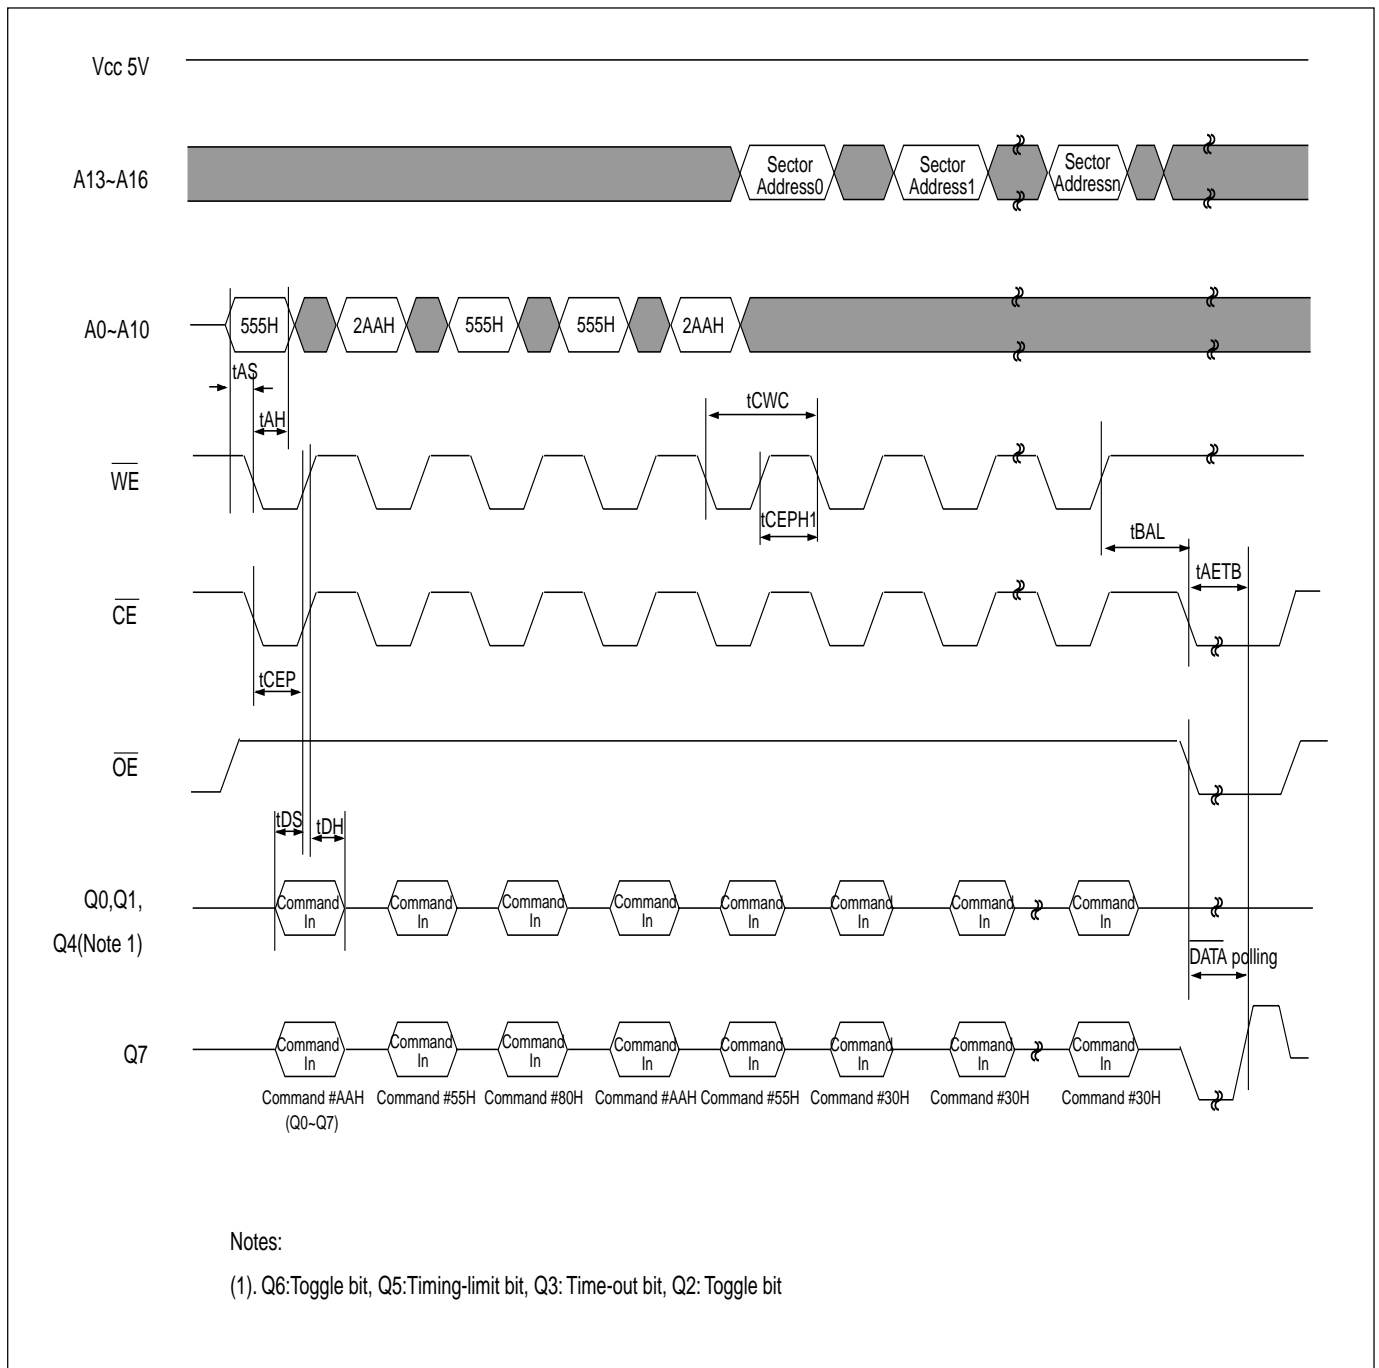 Vcc 5V
A13~A16
Sector
Address0
Sector
Address1
Sector
Addressn
A0~A10
555H
2AAH
555H
555H
2AAH
tAS
tAH
tCWC
WE
tCEPH1
tBAL
tAETB
CE
tCEP
OE
tDS
tDH
Q0,Q1,
Q4(Note 1)
Command
In
Command
In
Command
In
Command
In
Command
In
Command
In
Command
In
Command
In
DATA polling
Q7
Command
In
Command
In
Command
In
Command
In
Command
In
Command
In
Command
In
Command
In
Command #AAH
(Q0~Q7)
Command #55H
Command #80H
Command #AAH
Command #55H
Command #30H
Command #30H
Command #30H
Notes:
(1). Q6:Toggle bit, Q5:Timing-limit bit, Q3: Time-out bit, Q2: Toggle bit